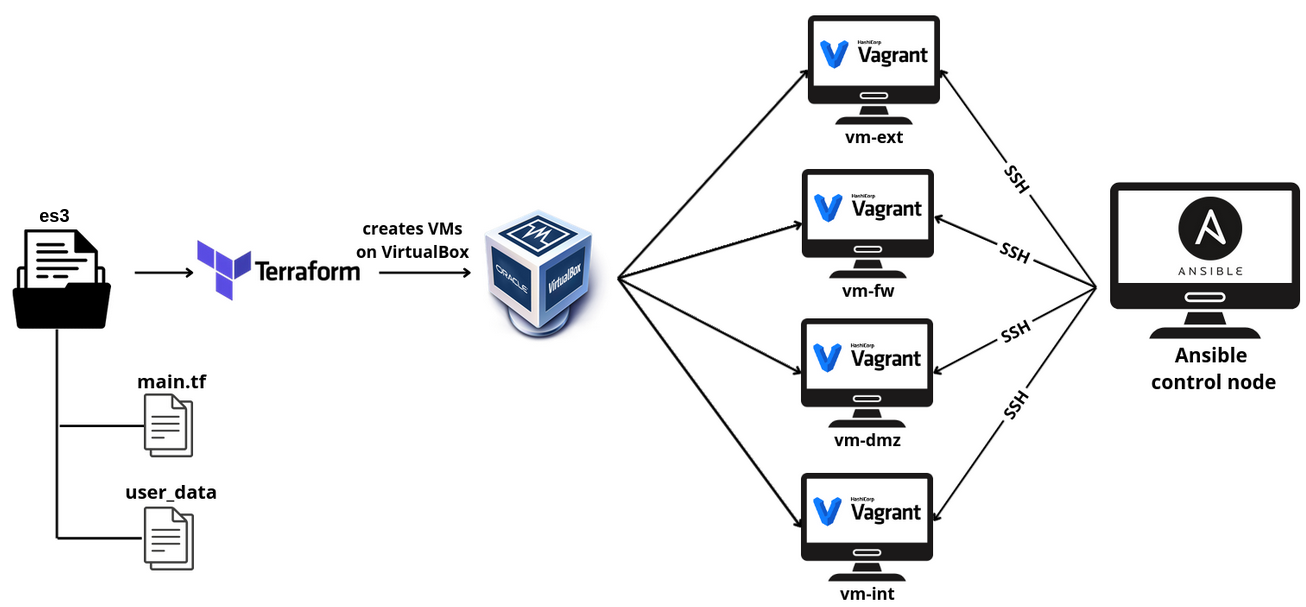 es3
main.tf
user_data
Terraform
creates VMs
on VirtualBox
ORACLE
VirtualBox
HashiCorp
Vagrant
vm-ext
HashiCorp
Vagrant
vm-fw
HashiCorp
Vagrant
vm-dmz
HashiCorp
Vagrant
vm-int
SSH
SSH
SSH
SSH
ANSIBLE
Ansible
control node